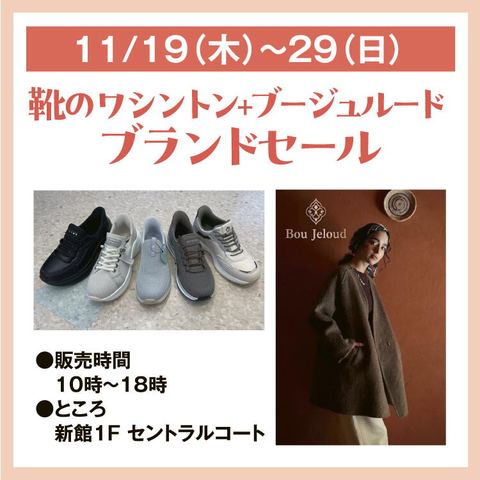 11/19(木)~29(日)
靴のワシントン+ブージュルード
ブランドセール
Bou Jeloud
●販売時間
10時~18時
●ところ
新館1F セントラルコート